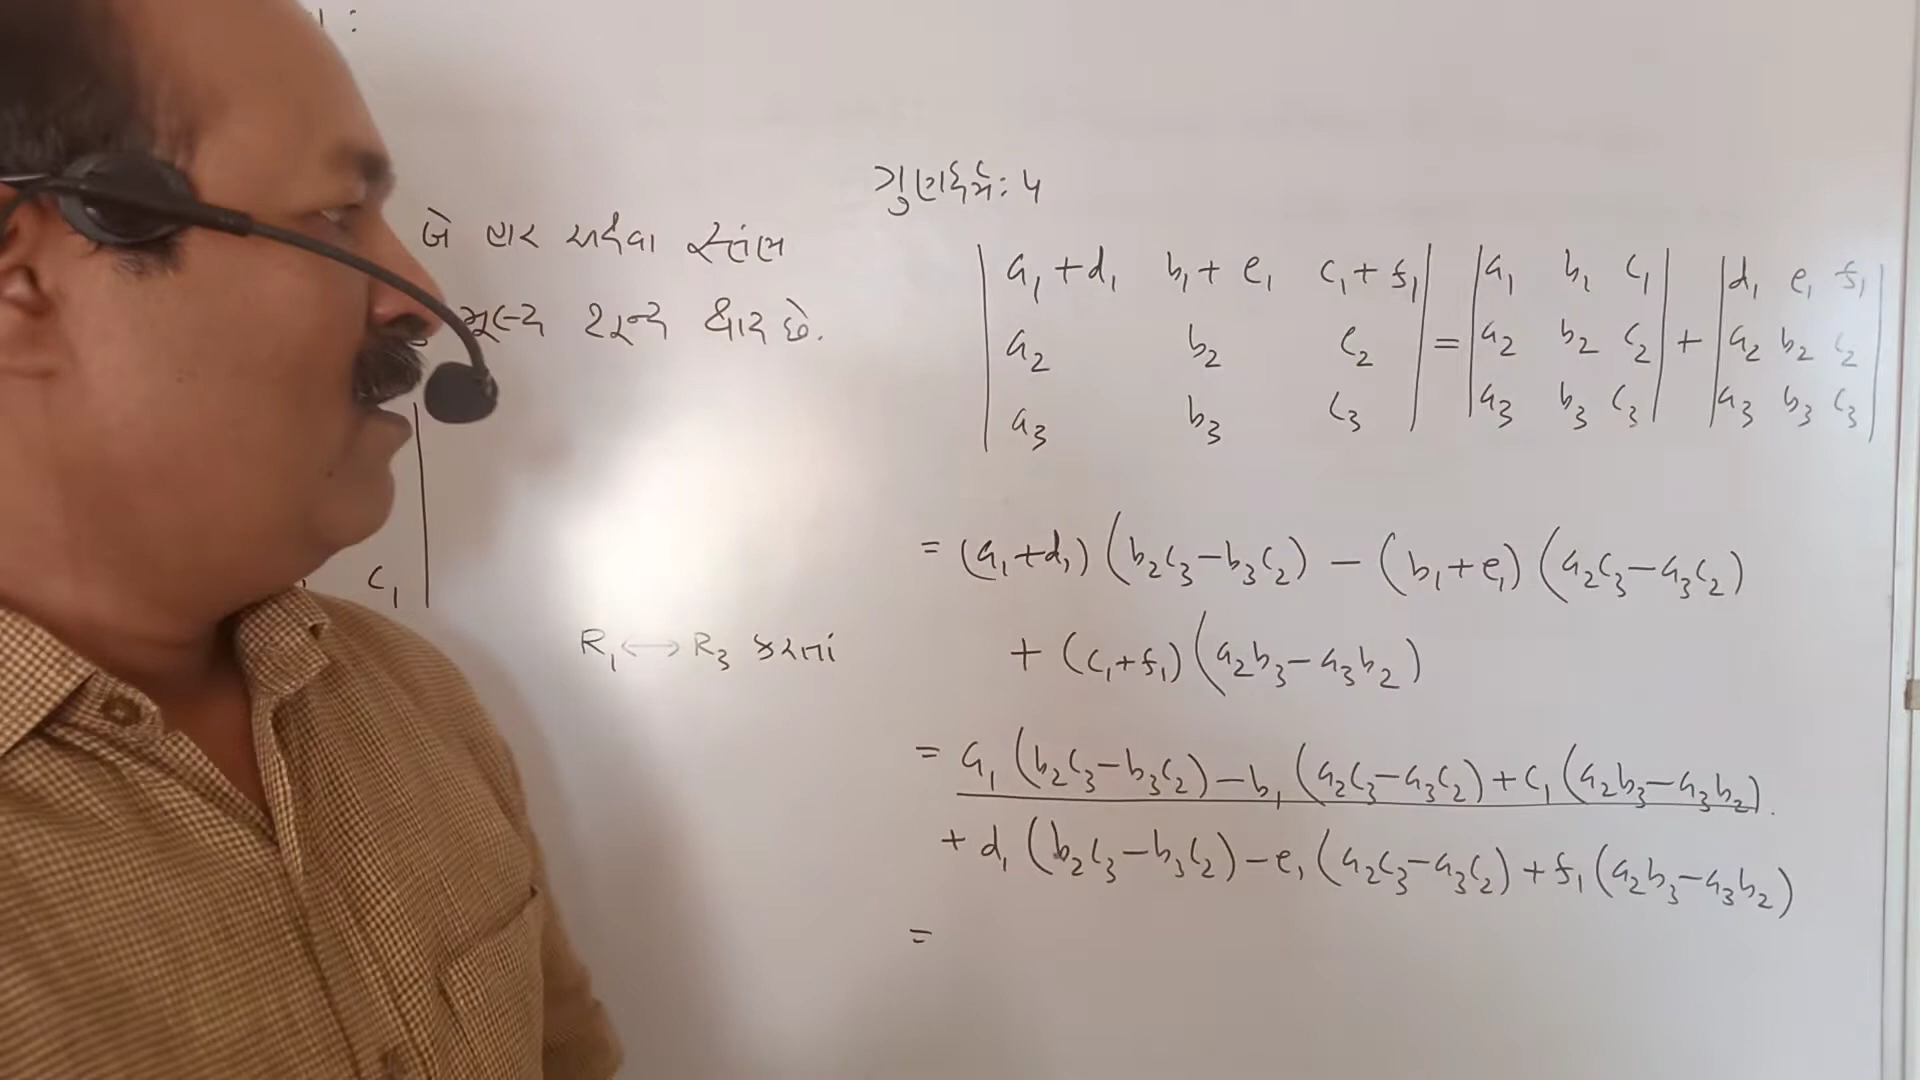 બે હાર અથવા સ્તંભ
મૂલ્ય શૂન્ય થાય છે.
c₁
R₁ ↔ R₃ કરતાં
ગુણધર્મ: ૫
| a₁ + d₁ b₁ + e₁ c₁ + f₁ | | a₁ b₁ c₁ | | d₁ e₁ f₁ |
| a₂ b₂ c₂ | = | a₂ b₂ c₂ | + | a₂ b₂ c₂ |
| a₃ b₃ c₃ | | a₃ b₃ c₃ | | a₃ b₃ c₃ |
= (a₁+d₁) (b₂c₃−b₃c₂) − (b₁+e₁) (a₂c₃−a₃c₂)
+ (c₁+f₁) (a₂b₃−a₃b₂)
= a₁ (b₂c₃−b₃c₂) − b₁ (a₂c₃−a₃c₂) + c₁ (a₂b₃−a₃b₂).
+ d₁ (b₂c₃−b₃c₂) − e₁ (a₂c₃−a₃c₂) + f₁ (a₂b₃−a₃b₂)
=